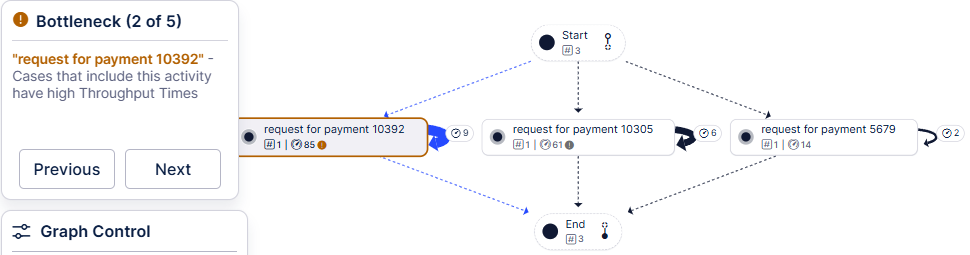 Bottleneck (2 of 5)
"request for payment 10392" -
Cases that include this activity
have high Throughput Times
Previous
Next
Graph Control
Start
# 3
request for payment 10392
# 1 | 85
9
request for payment 10305
# 1 | 61
6
request for payment 5679
# 1 | 14
2
End
# 3